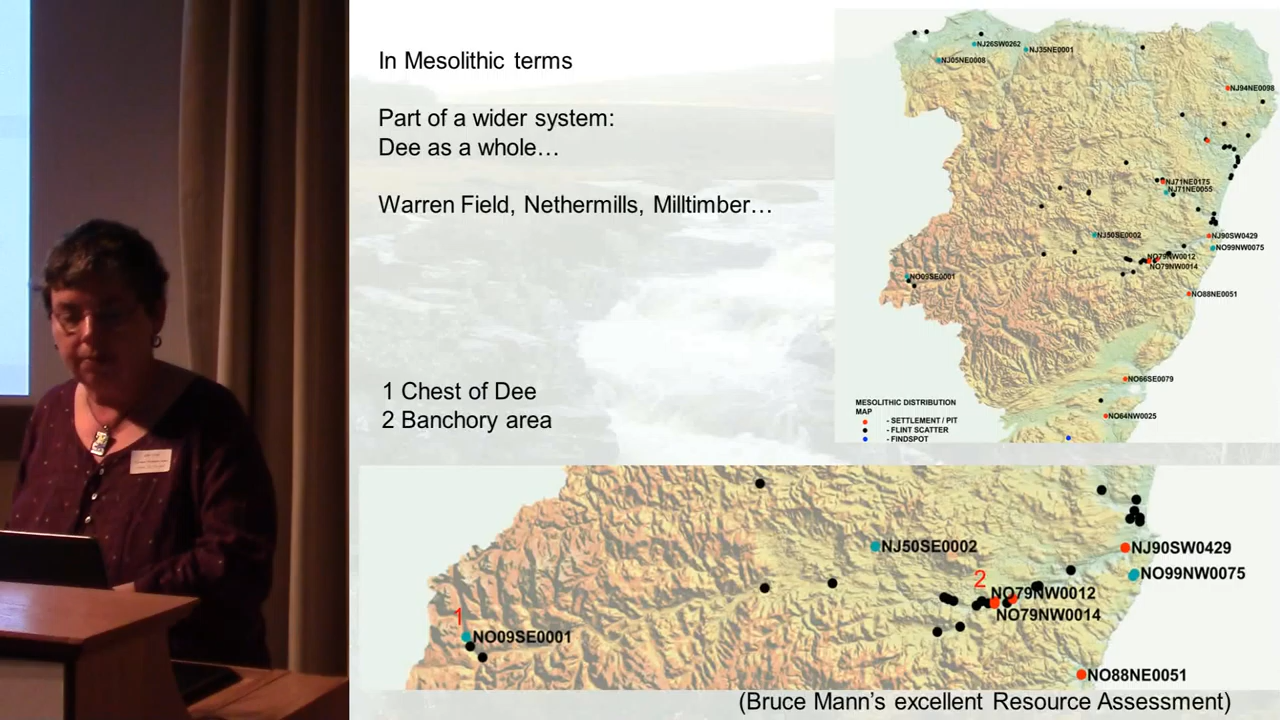 In Mesolithic terms
Part of a wider system:
Dee as a whole…
Warren Field, Nethermills, Milltimber…
1 Chest of Dee
2 Banchory area
NJ26SW0262
NJ35NE0001
NJ05NE0008
NJ94NE0098
NJ71NE0175
NJ71NE0055
NJ50SE0002
NJ90SW0429
NO99NW0075
NO79NW0012
NO79NW0014
NO09SE0001
NO88NE0051
NO66SE0079
NO64NW0025
MESOLITHIC DISTRIBUTION
MAP
- SETTLEMENT / PIT
- FLINT SCATTER
- FINDSPOT
NJ50SE0002
NJ90SW0429
NO99NW0075
2
NO79NW0012
NO79NW0014
1
NO09SE0001
NO88NE0051
(Bruce Mann's excellent Resource Assessment)